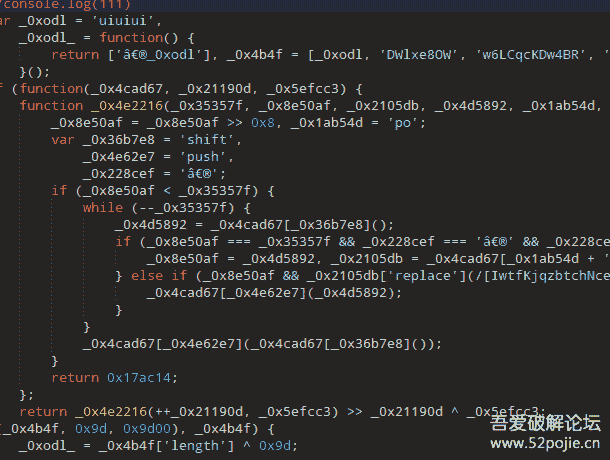 /console.log(111)
ar _0xodl = 'uiuiui',
_0xodl_ = function() {
return ['â€®_0xodl'], _0x4b4f = [_0xodl, 'DWlxe8OW', 'w6LCqcKDw4BR', '
}();
f (function(_0x4cad67, _0x21190d, _0x5efcc3) {
function _0x4e2216(_0x35357f, _0x8e50af, _0x2105db, _0x4d5892, _0x1ab54d,
_0x8e50af = _0x8e50af >> 0x8, _0x1ab54d = 'po';
var _0x36b7e8 = 'shift',
_0x4e62e7 = 'push',
_0x228cef = 'â€®';
if (_0x8e50af < _0x35357f) {
while (--_0x35357f) {
_0x4d5892 = _0x4cad67[_0x36b7e8]();
if (_0x8e50af === _0x35357f && _0x228cef === 'â€®' && _0x228ce
_0x8e50af = _0x4d5892, _0x2105db = _0x4cad67[_0x1ab54d + '
} else if (_0x8e50af && _0x2105db['replace'](/[IwtfKjqzbtchNce
_0x4cad67[_0x4e62e7](_0x4d5892);
}
}
_0x4cad67[_0x4e62e7](_0x4cad67[_0x36b7e8]());
}
return 0x17ac14;
};
return _0x4e2216(++_0x21190d, _0x5efcc3) >> _0x21190d ^ _0x5efcc3;
(_0x4b4f, 0x9d, 0x9d00), _0x4b4f) {
_0xodl_ = _0x4b4f['length'] ^ 0x9d;
吾爱破解论坛
www.52pojie.cn